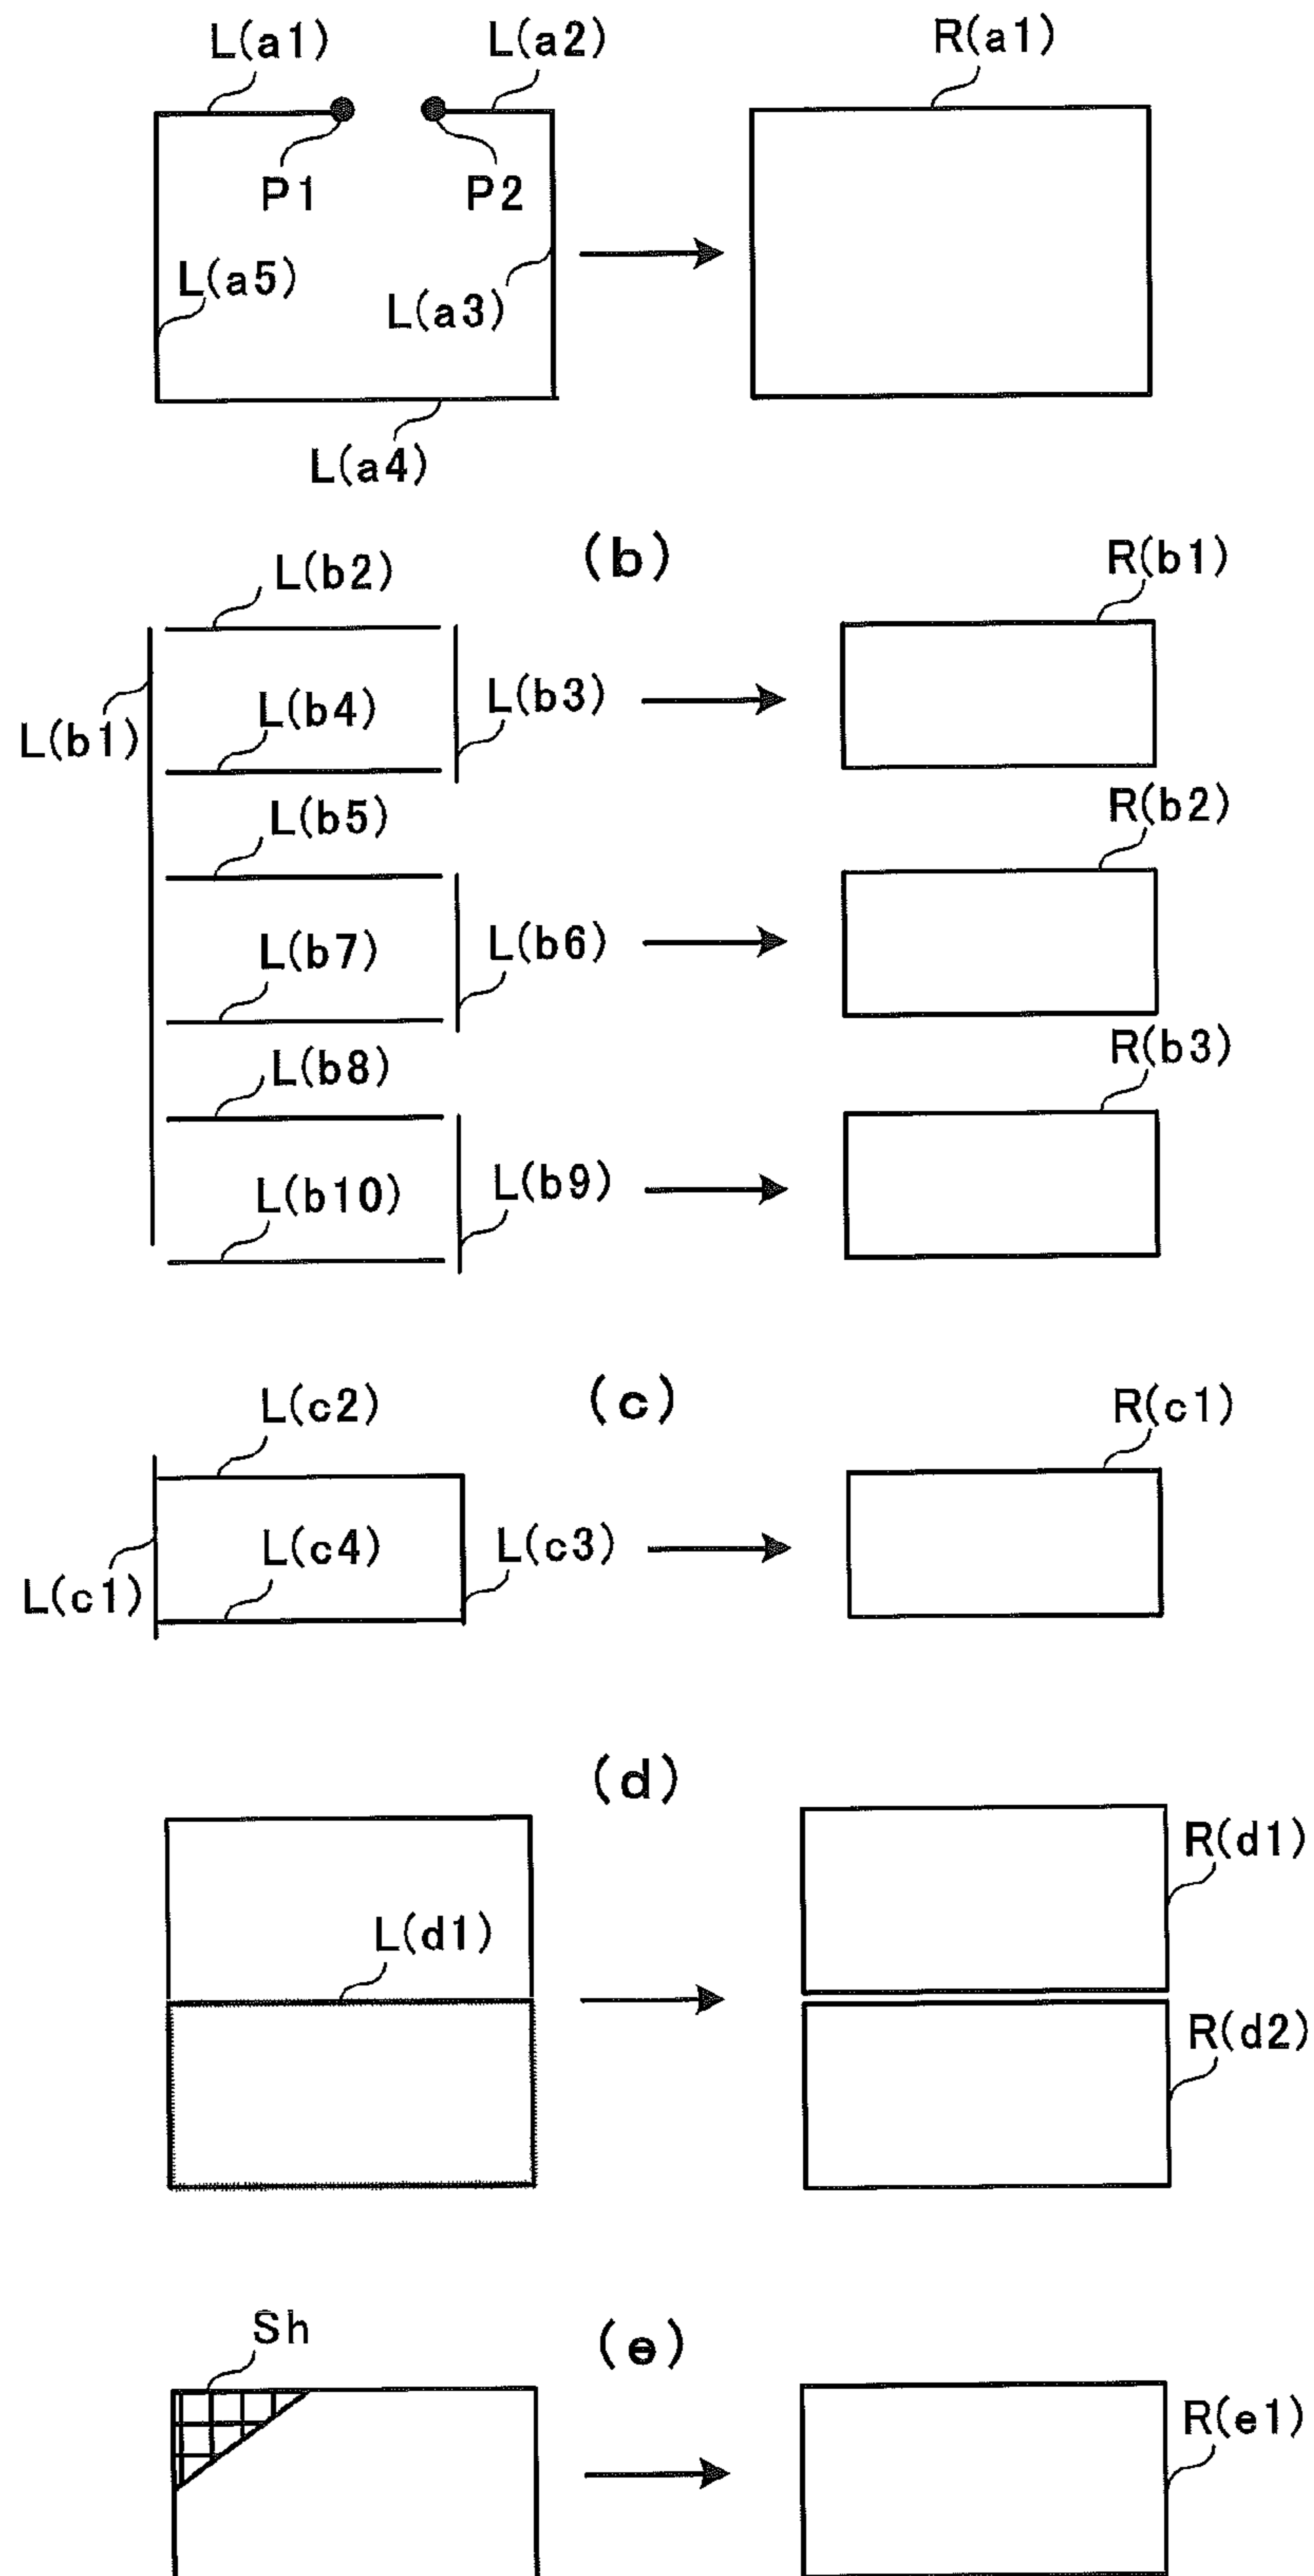 L(a1) L(a2) R(a1)
P1 P2
L(a5) L(a3)
L(a4)
(b)
L(b2) R(b1)
L(b1) L(b4) L(b3)
L(b5) R(b2)
L(b7) L(b6)
L(b8) R(b3)
L(b10) L(b9)
(c)
L(c2) R(c1)
L(c1) L(c4) L(c3)
(d)
L(d1) R(d1)
R(d2)
(e)
Sh
R(e1)